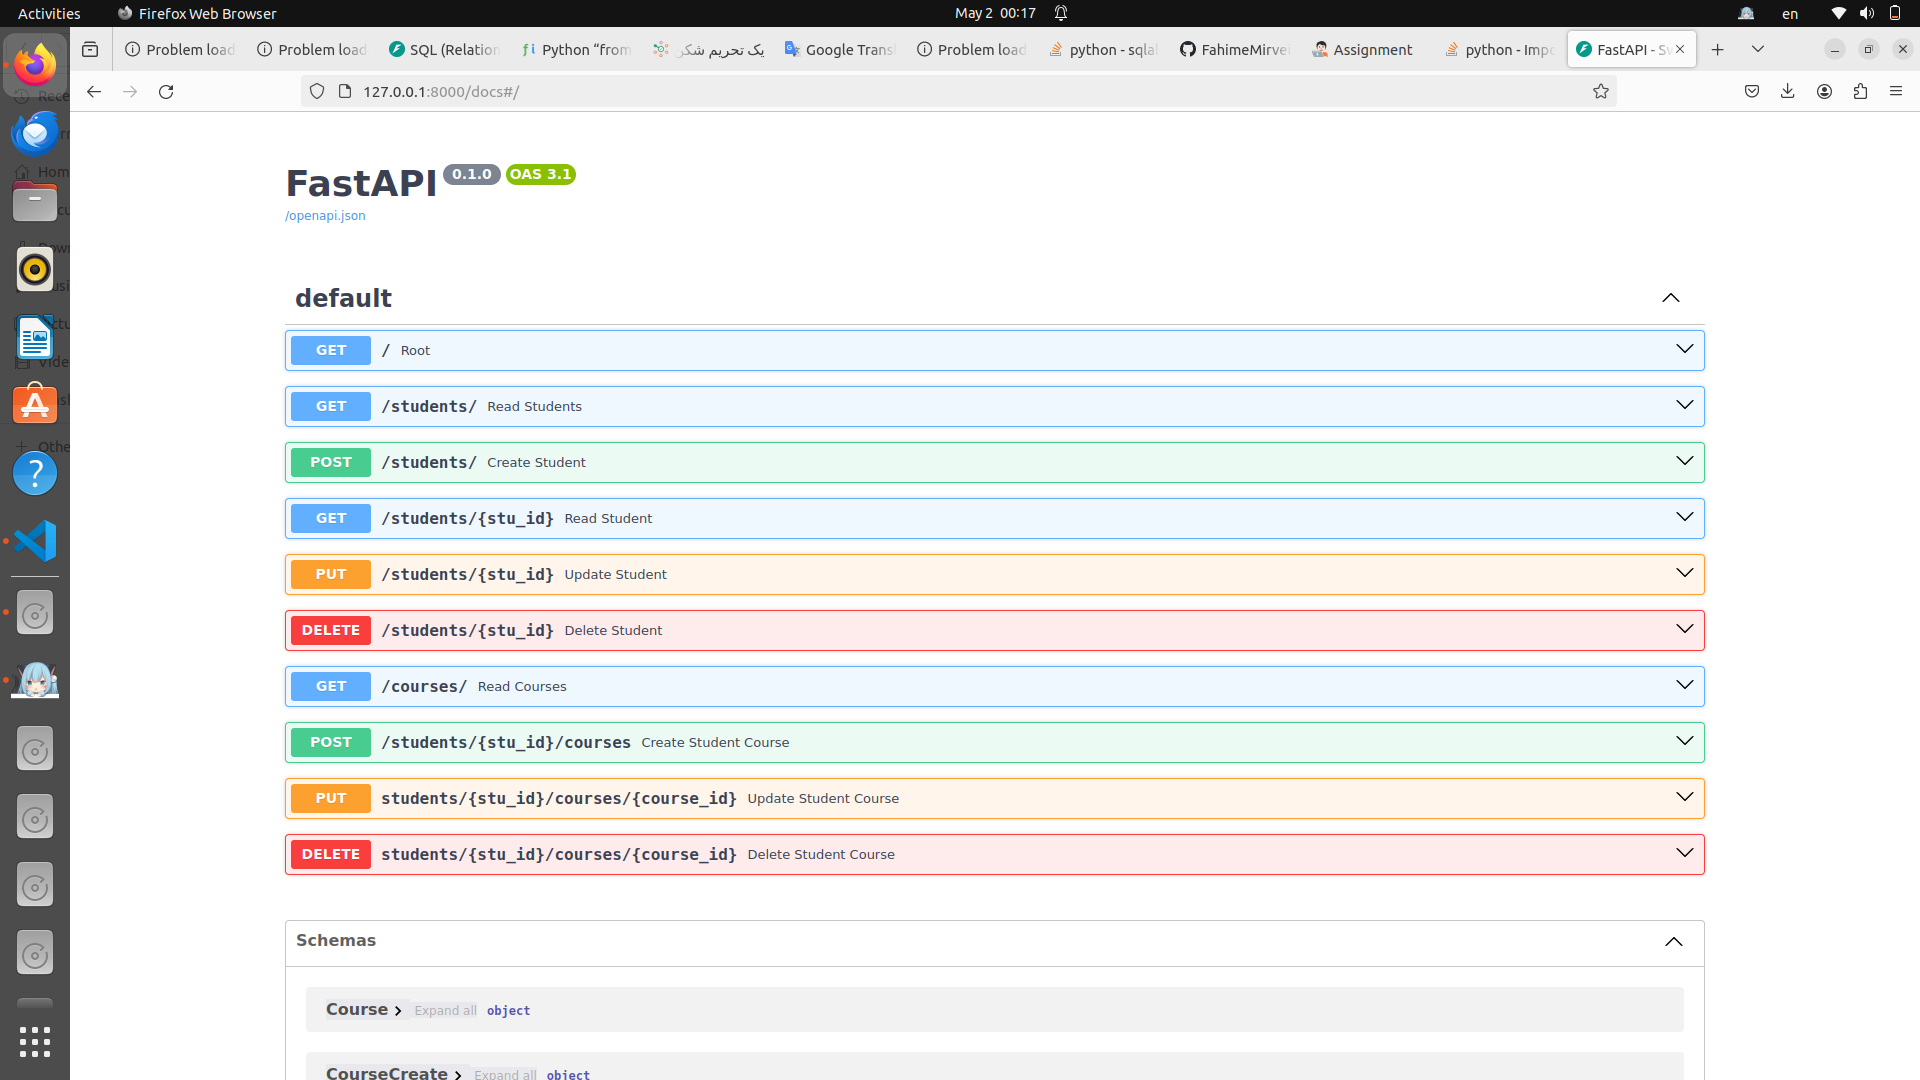 Activities
Firefox Web Browser
May 2 00:17
en
Problem load
Problem load
SQL (Relation
Python “from
یک تحریم شکن
Google Trans
Problem load
python - sqlal
FahimeMirvei
Assignment
python - Impo
FastAPI - Sw
127.0.0.1:8000/docs#/
FastAPI 0.1.0 OAS 3.1
/openapi.json
default
GET / Root
GET /students/ Read Students
POST /students/ Create Student
GET /students/{stu_id} Read Student
PUT /students/{stu_id} Update Student
DELETE /students/{stu_id} Delete Student
GET /courses/ Read Courses
POST /students/{stu_id}/courses Create Student Course
PUT students/{stu_id}/courses/{course_id} Update Student Course
DELETE students/{stu_id}/courses/{course_id} Delete Student Course
Schemas
Course Expand all object
CourseCreate Expand all object